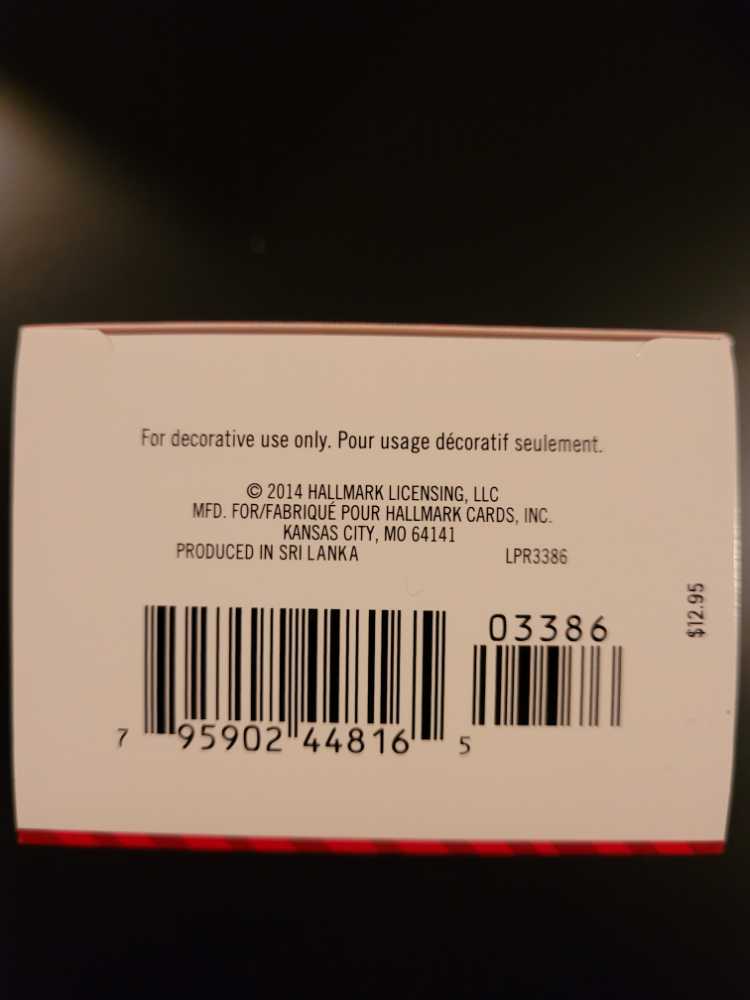 For decorative use only. Pour usage décoratif seulement.
© 2014 HALLMARK LICENSING, LLC
MFD. FOR/FABRIQUÉ POUR HALLMARK CARDS, INC.
KANSAS CITY, MO 64141
PRODUCED IN SRI LANKA LPR3386
03386
7 95902 44816 5
$12.95